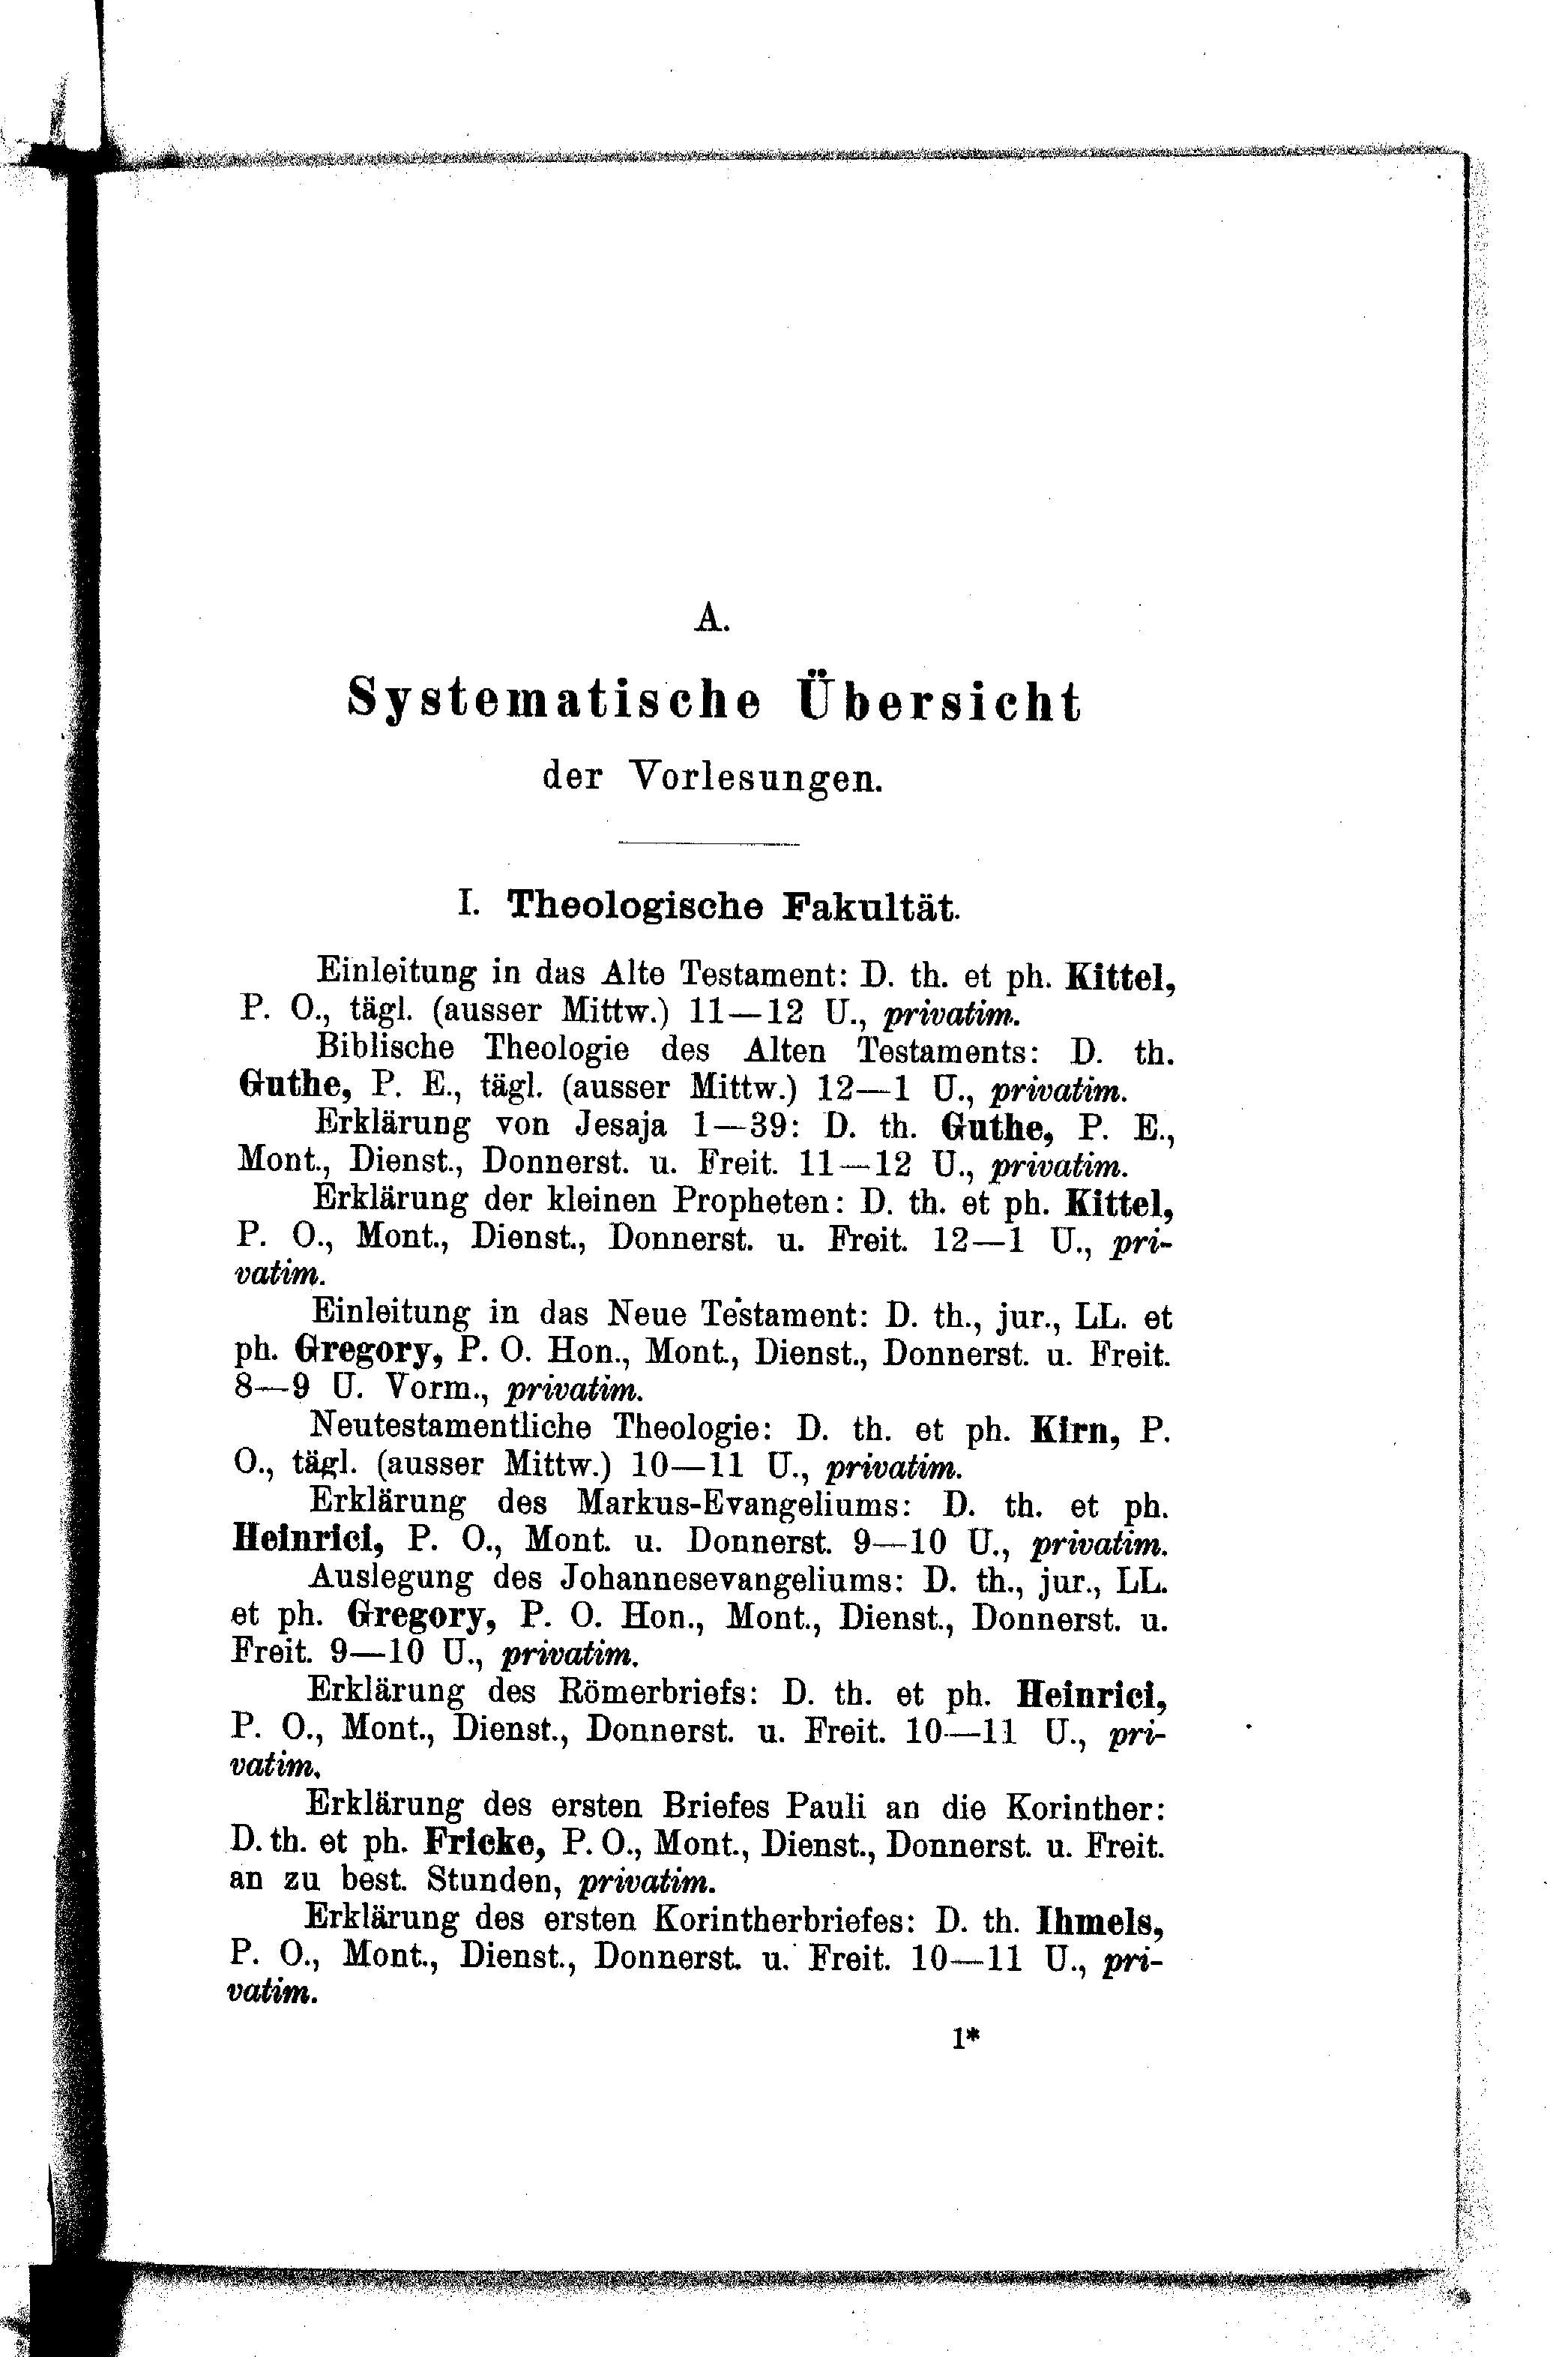 A.
Systematische Übersicht
der Vorlesungen.
I. Theologische Fakultät.
Einleitung in das Alte Testament: D. th. et ph. Kittel,
P. O., tägl. (ausser Mittw.) 11—12 U., privatim.
Biblische Theologie des Alten Testaments: D. th.
Guthe, P. E., tägl. (ausser Mittw.) 12—1 U., privatim.
Erklärung von Jesaja 1—39: D. th. Guthe, P. E.,
Mont., Dienst., Donnerst. u. Freit. 11—12 U., privatim.
Erklärung der kleinen Propheten: D. th. et ph. Kittel,
P. O., Mont., Dienst., Donnerst. u. Freit. 12—1 U., pri-
vatim.
Einleitung in das Neue Testament: D. th., jur., LL. et
ph. Gregory, P. O. Hon., Mont., Dienst., Donnerst. u. Freit.
8—9 U. Vorm., privatim.
Neutestamentliche Theologie: D. th. et ph. Kirn, P.
O., tägl. (ausser Mittw.) 10—11 U., privatim.
Erklärung des Markus-Evangeliums: D. th. et ph.
Heinrici, P. O., Mont. u. Donnerst. 9—10 U., privatim.
Auslegung des Johannesevangeliums: D. th., jur., LL.
et ph. Gregory, P. O. Hon., Mont., Dienst., Donnerst. u.
Freit. 9—10 U., privatim.
Erklärung des Römerbriefs: D. th. et ph. Heinrici,
P. O., Mont., Dienst., Donnerst. u. Freit. 10—11 U., pri-
vatim.
Erklärung des ersten Briefes Pauli an die Korinther:
D. th. et ph. Fricke, P. O., Mont., Dienst., Donnerst. u. Freit.
an zu best. Stunden, privatim.
Erklärung des ersten Korintherbriefes: D. th. Ihmels,
P. O., Mont., Dienst., Donnerst. u. Freit. 10—11 U., pri-
vatim.
1*